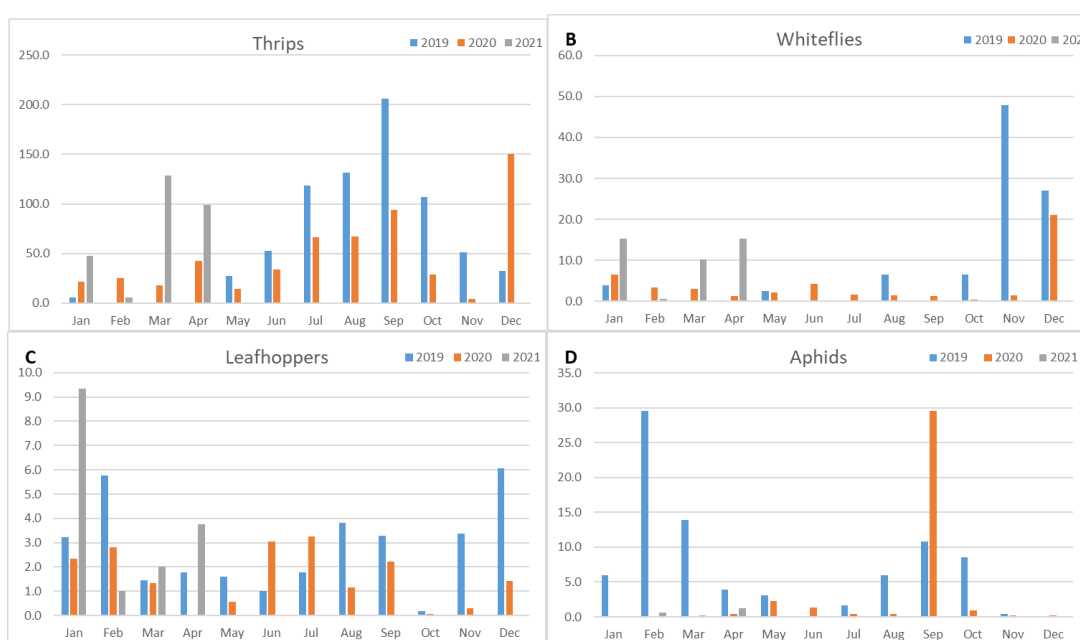 Thrips
2019 2020 2021
250.0
200.0
150.0
100.0
50.0
0.0
Jan Feb Mar Apr May Jun Jul Aug Sep Oct Nov Dec
B
Whiteflies
2019 2020
60.0
50.0
40.0
30.0
20.0
10.0
0.0
Jan Feb Mar Apr May Jun Jul Aug Sep Oct Nov Dec
C
Leafhoppers
2019 2020 2021
10.0
9.0
8.0
7.0
6.0
5.0
4.0
3.0
2.0
1.0
0.0
Jan Feb Mar Apr May Jun Jul Aug Sep Oct Nov Dec
D
Aphids
2019 2020 2021
35.0
30.0
25.0
20.0
15.0
10.0
5.0
0.0
Jan Feb Mar Apr May Jun Jul Aug Sep Oct Nov Dec